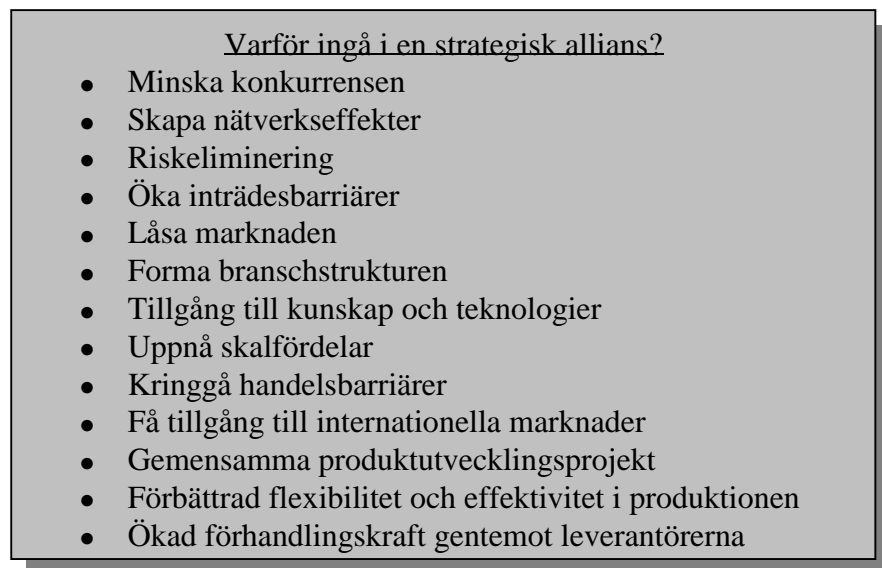 Varför ingå i en strategisk allians?
● Minska konkurrensen
● Skapa nätverkseffekter
● Riskeliminering
● Öka inträdesbarriärer
● Låsa marknaden
● Forma branschstrukturen
● Tillgång till kunskap och teknologier
● Uppnå skalfördelar
● Kringgå handelsbarriärer
● Få tillgång till internationella marknader
● Gemensamma produktutvecklingsprojekt
● Förbättrad flexibilitet och effektivitet i produktionen
● Ökad förhandlingskraft gentemot leverantörerna